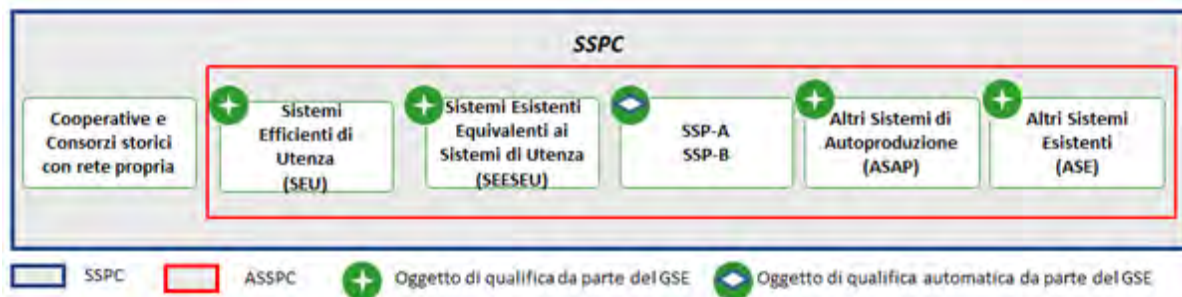 SSPC
Cooperative e
Consorzi storici
con rete propria
Sistemi
Efficienti di
Utenza
(SEU)
Sistemi Esistenti
Equivalenti ai
Sistemi di Utenza
(SEESEU)
SSP-A
SSP-B
Altri Sistemi di
Autoproduzione
(ASAP)
Altri Sistemi
Esistenti
(ASE)
SSPC
ASSPC
Oggetto di qualifica da parte del GSE
Oggetto di qualifica automatica da parte del GSE